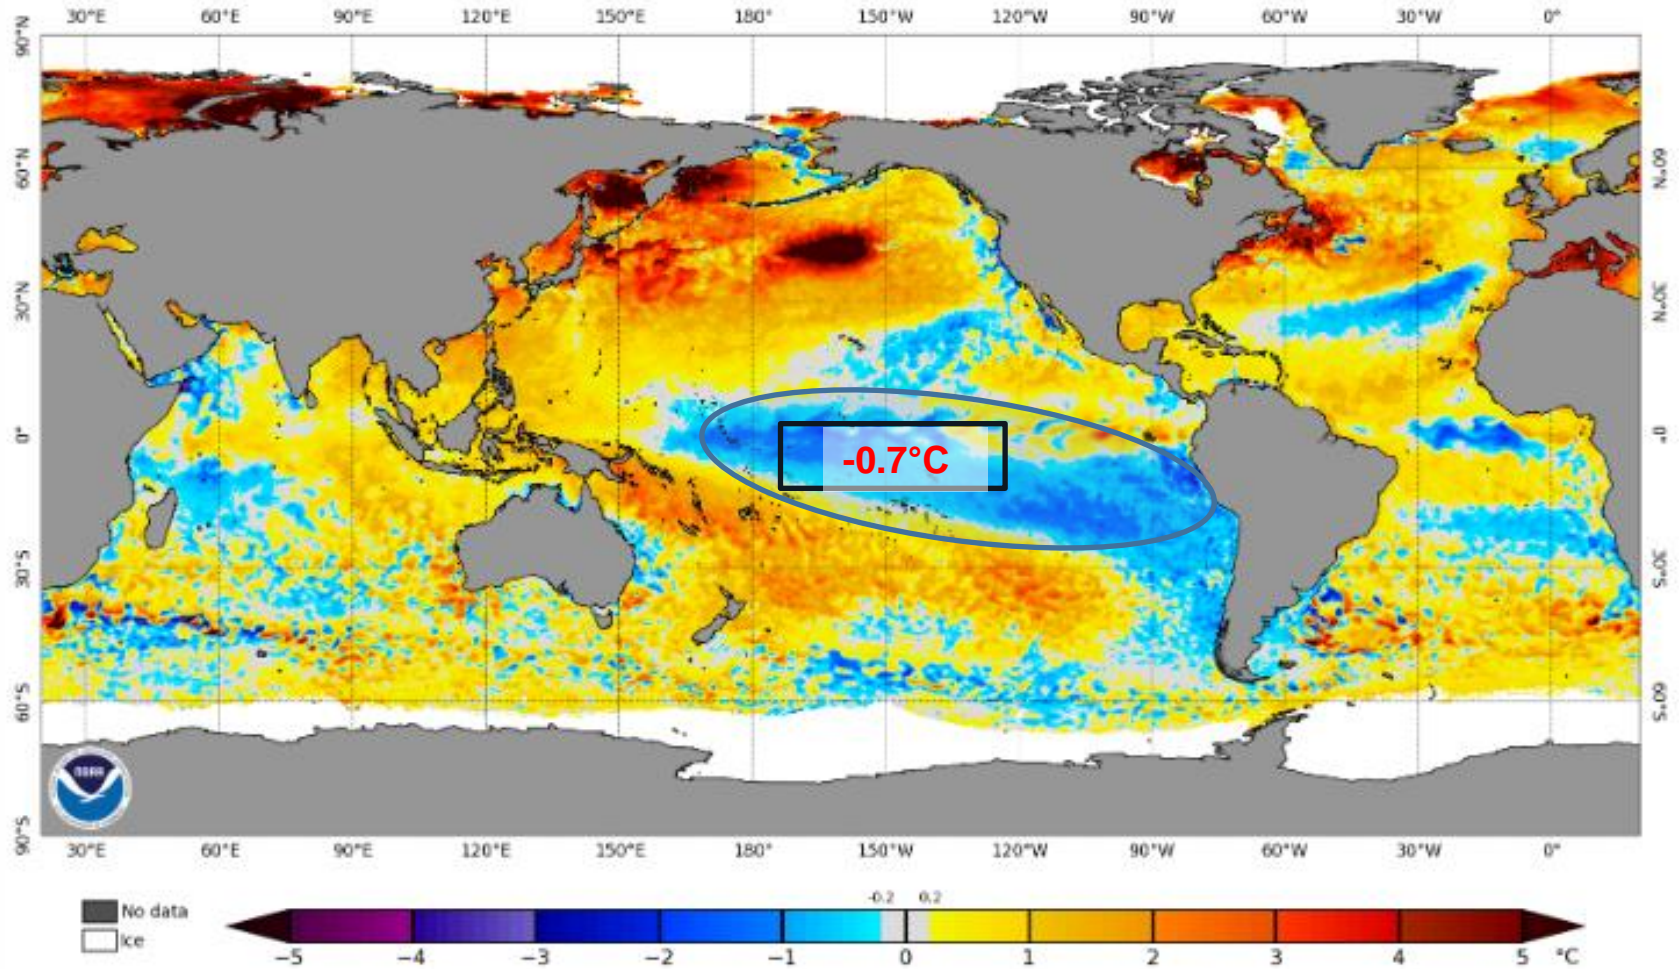 30°E 60°E 90°E 120°E 150°E 180° 150°W 120°W 90°W 60°W 30°W 0°
90°N
60°N 60°N
30°N 30°N
0° 0°
-0.7°C
30°S 30°S
60°S 60°S
NOAA
90°S
30°E 60°E 90°E 120°E 150°E 180° 150°W 120°W 90°W 60°W 30°W 0°
-0.2 0.2
No data
Ice
−5 −4 −3 −2 −1 0 1 2 3 4 5 °C